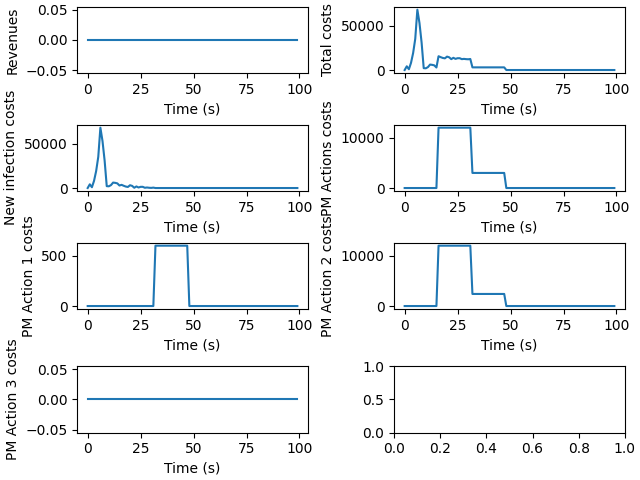 Revenues
0.05
0.00
−0.05
0 25 50 75 100
Time (s)
Total costs
50000
0
0 25 50 75 100
Time (s)
New infection costs
50000
0
0 25 50 75 100
Time (s)
PM Actions costs
10000
0
0 25 50 75 100
Time (s)
PM Action 1 costs
500
0
0 25 50 75 100
Time (s)
PM Action 2 costs
10000
0
0 25 50 75 100
Time (s)
PM Action 3 costs
0.05
0.00
−0.05
0 25 50 75 100
Time (s)
1.0
0.5
0.0
0.0 0.2 0.4 0.6 0.8 1.0